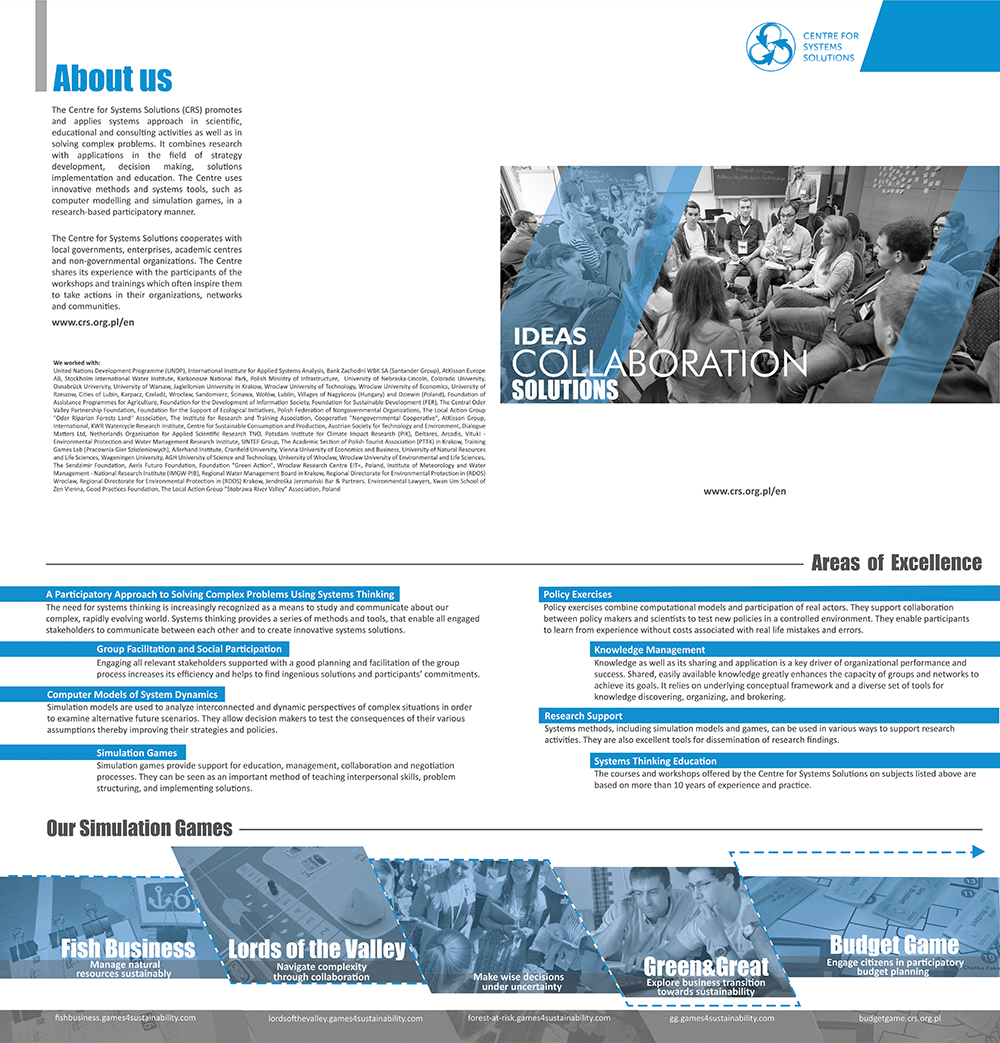 CENTRE FOR
SYSTEMS
SOLUTIONS
About us
The Centre for Systems Solutions (CRS) promotes
and applies systems approach in scientific,
educational and consulting activities as well as in
solving complex problems. It combines research
with applications in the field of strategy
development, decision making, solutions
implementation and education. The Centre uses
innovative methods and systems tools, such as
computer modelling and simulation games, in a
research-based participatory manner.
The Centre for Systems Solutions cooperates with
local governments, enterprises, academic centres
and non-governmental organizations. The Centre
shares its experience with the participants of the
workshops and trainings which often inspire them
to take actions in their organizations, networks
and communities.
www.crs.org.pl/en
We worked with:
United Nations Development Programme (UNDP), International Institute for Applied Systems Analysis, Bank Zachodni WBK SA (Santander Group), AtKisson Europe
AB, Stockholm International Water Institute, Karkonosze National Park, Polish Ministry of Infrastructure, University of Nebraska-Lincoln, Colorado University,
Osnabrück University, University of Warsaw, Jagiellonian University in Krakow, Wroclaw University of Technology, Wroclaw University of Economics, University of
Rzeszow, Cities of Lubin, Karpacz, Czeladź, Wrocław, Sandomierz, Ścinawa, Wołów, Lublin, Villages of Nagykoreu (Hungary) and Dziewin (Poland), Foundation of
Assistance Programmes for Agriculture, Foundation for the Development of Information Society, Foundation for Sustainable Development (FER), The Central Oder
Valley Partnership Foundation, Foundation for the Support of Ecological Initiatives, Polish Federation of Nongovernmental Organizations, The Local Action Group
"Oder Riparian Forests Land" Association, The Institute for Research and Training Association, Cooperative "Nongovernmental Cooperative", AtKisson Group,
International, KWR Watercycle Research Institute, Centre for Sustainable Consumption and Production, Austrian Society for Technology and Environment, Dialogue
Matters Ltd, Netherlands Organisation for Applied Scientific Research TNO, Potsdam Institute for Climate Impact Research (PIK), Deltares, Arcadis, Vituki -
Environmental Protection and Water Management Research Institute, SINTEF Group, The Academic Section of Polish Tourist Association (PTTK) in Krakow, Training
Games Lab (Pracownia Gier Szkoleniowych), Allerhand Institute, Cranfield University, Vienna University of Economics and Business, University of Natural Resources
and Life Sciences, Wageningen University, AGH University of Science and Technology, University of Wroclaw, Wroclaw University of Environmental and Life Sciences,
The Sendzimir Foundation, Aeris Futuro Foundation, Foundation "Green Action", Wroclaw Research Centre EIT+, Poland, Institute of Meteorology and Water
Management - National Research Institute (IMGW-PIB), Regional Water Management Board in Krakow, Regional Directorate for Environmental Protection in (RDOS)
Wroclaw, Regional Directorate for Environmental Protection in (RDOS) Krakow, Jendrośka Jerzmański Bar & Partners. Environmental Lawyers, Kwan Um School of
Zen Vienna, Good Practices Foundation, The Local Action Group "Stobrawa River Valley" Association, Poland
IDEAS
COLLABORATION
SOLUTIONS
www.crs.org.pl/en
Areas of Excellence
A Participatory Approach to Solving Complex Problems Using Systems Thinking
The need for systems thinking is increasingly recognized as a means to study and communicate about our
complex, rapidly evolving world. Systems thinking provides a series of methods and tools, that enable all engaged
stakeholders to communicate between each other and to create innovative systems solutions.
Group Facilitation and Social Participation
Engaging all relevant stakeholders supported with a good planning and facilitation of the group
process increases its efficiency and helps to find ingenious solutions and participants' commitments.
Computer Models of System Dynamics
Simulation models are used to analyze interconnected and dynamic perspectives of complex situations in order
to examine alternative future scenarios. They allow decision makers to test the consequences of their various
assumptions thereby improving their strategies and policies.
Simulation Games
Simulation games provide support for education, management, collaboration and negotiation
processes. They can be seen as an important method of teaching interpersonal skills, problem
structuring, and implementing solutions.
Policy Exercises
Policy exercises combine computational models and participation of real actors. They support collaboration
between policy makers and scientists to test new policies in a controlled environment. They enable participants
to learn from experience without costs associated with real life mistakes and errors.
Knowledge Management
Knowledge as well as its sharing and application is a key driver of organizational performance and
success. Shared, easily available knowledge greatly enhances the capacity of groups and networks to
achieve its goals. It relies on underlying conceptual framework and a diverse set of tools for
knowledge discovering, organizing, and brokering.
Research Support
Systems methods, including simulation models and games, can be used in various ways to support research
activities. They are also excellent tools for dissemination of research findings.
Systems Thinking Education
The courses and workshops offered by the Centre for Systems Solutions on subjects listed above are
based on more than 10 years of experience and practice.
Our Simulation Games
Fish Business
Manage natural
resources sustainably
Lords of the Valley
Navigate complexity
through collaboration
Make wise decisions
under uncertainty
Green&Great
Explore business transition
towards sustainability
Budget Game
Engage citizens in participatory
budget planning
fishbusiness.games4sustainability.com
lordsofthevalley.games4sustainability.com
forest-at-risk.games4sustainability.com
gg.games4sustainability.com
budgetgame.crs.org.pl